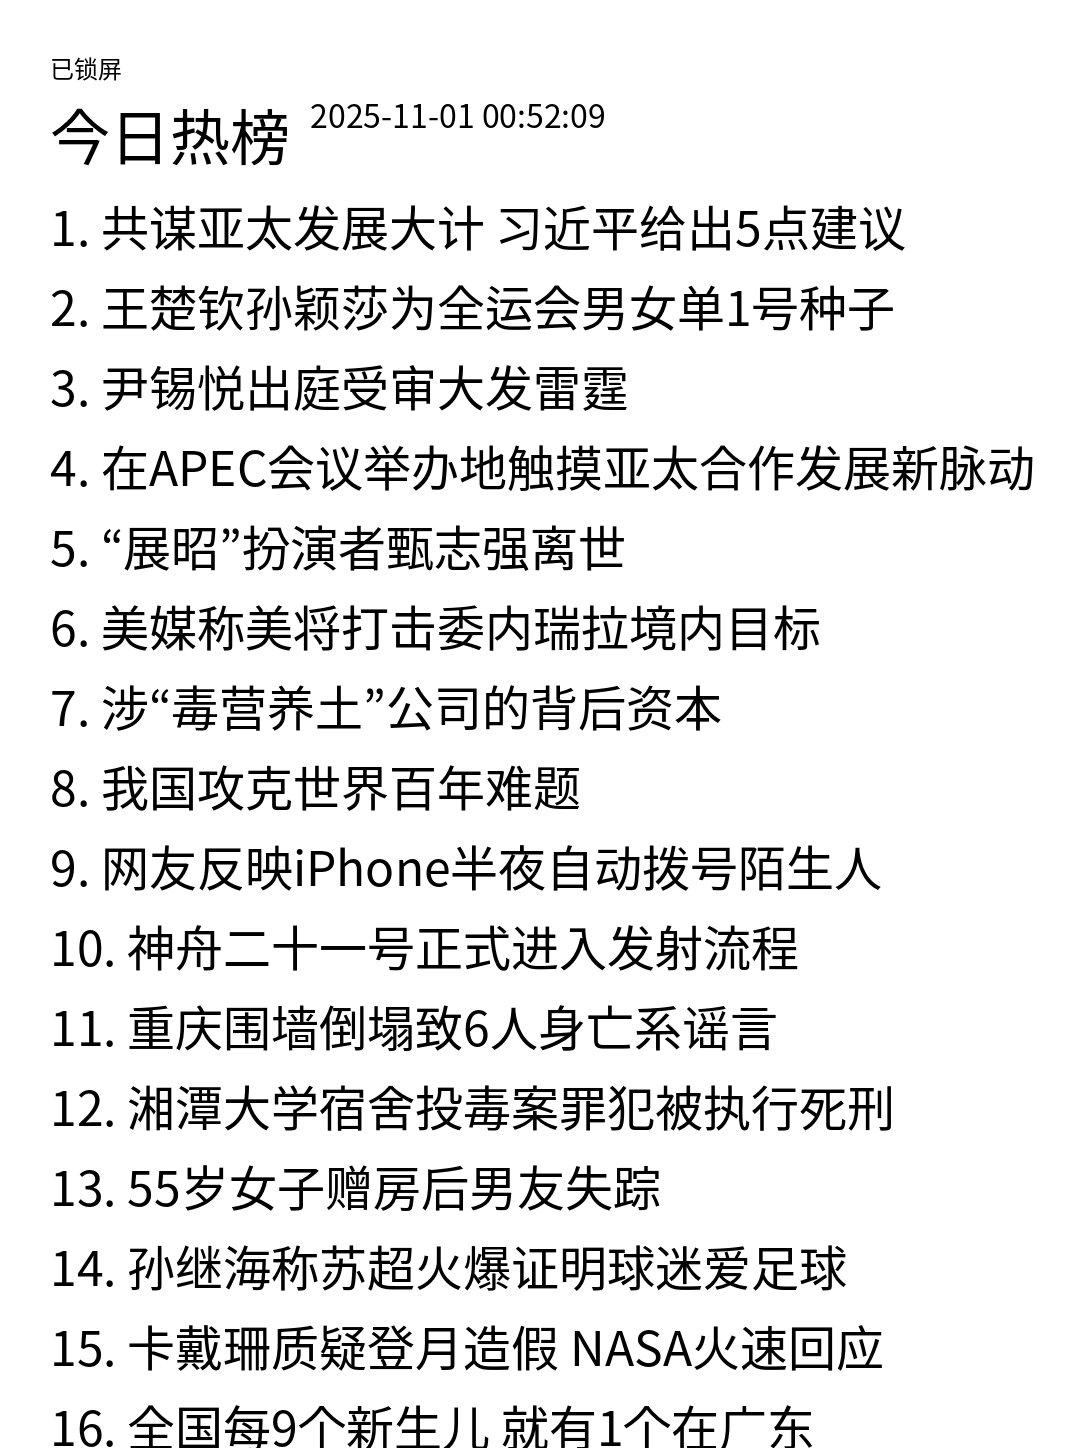 已锁屏
今日热榜 2025-11-01 00:52:09
1. 共谋亚太发展大计 习近平给出5点建议
2. 王楚钦孙颖莎为全运会男女单1号种子
3. 尹锡悦出庭受审大发雷霆
4. 在APEC会议举办地触摸亚太合作发展新脉动
5. “展昭”扮演者甄志强离世
6. 美媒称美将打击委内瑞拉境内目标
7. 涉“毒营养土”公司的背后资本
8. 我国攻克世界百年难题
9. 网友反映iPhone半夜自动拨号陌生人
10. 神舟二十一号正式进入发射流程
11. 重庆围墙倒塌致6人身亡系谣言
12. 湘潭大学宿舍投毒案罪犯被执行死刑
13. 55岁女子赠房后男友失踪
14. 孙继海称苏超火爆证明球迷爱足球
15. 卡戴珊质疑登月造假 NASA火速回应
16. 全国每9个新生儿 就有1个在广东